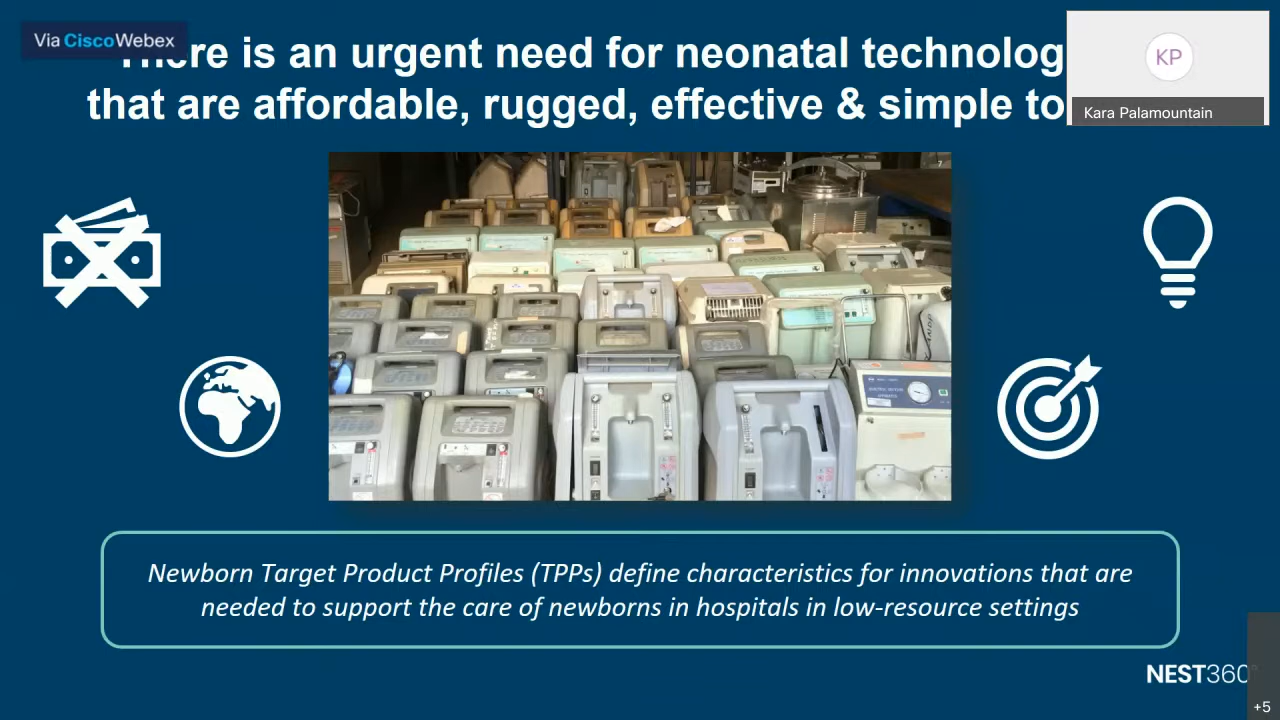 Via CiscoWebex
There is an urgent need for neonatal technolog
that are affordable, rugged, effective & simple to
KP
Kara Palamountain
7
Newborn Target Product Profiles (TPPs) define characteristics for innovations that are
needed to support the care of newborns in hospitals in low-resource settings
NEST360°
+5